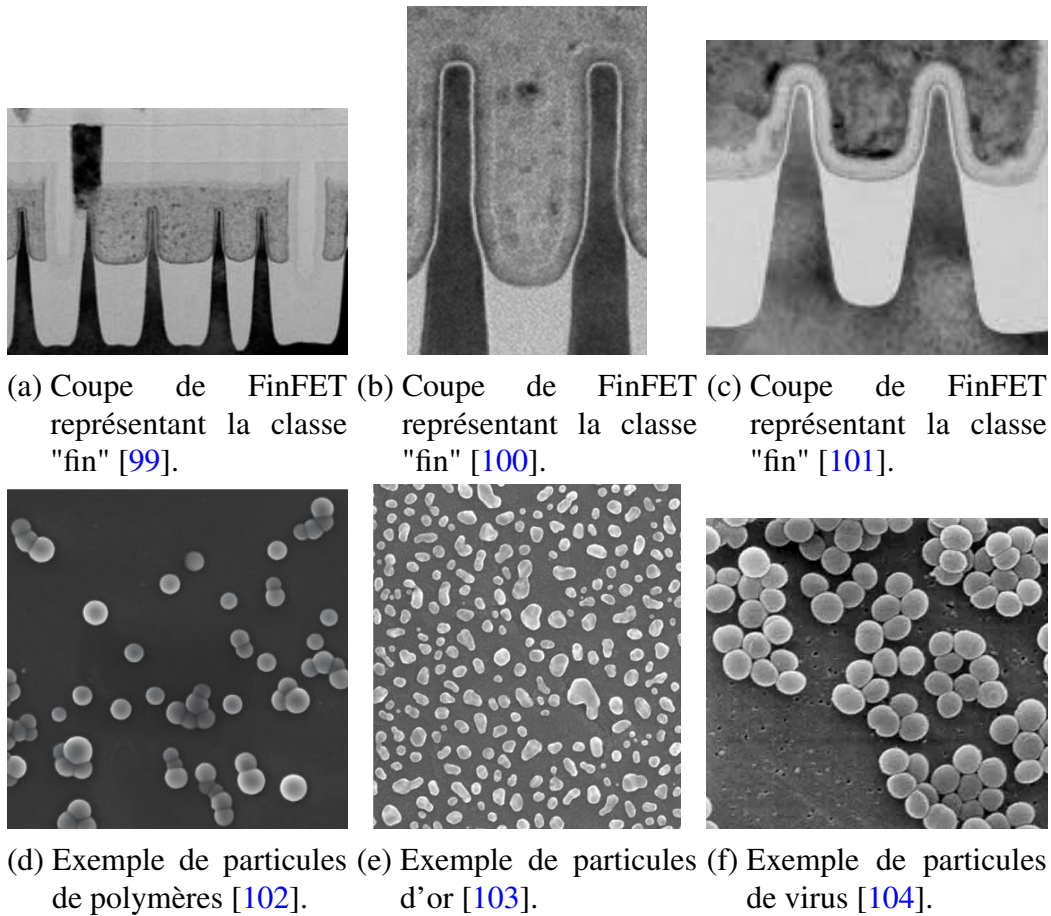 (a) Coupe de FinFET
représentant la classe
"fin" [99].
(b) Coupe de FinFET
représentant la classe
"fin" [100].
(c) Coupe de FinFET
représentant la classe
"fin" [101].
(d) Exemple de particules
de polymères [102].
(e) Exemple de particules
d'or [103].
(f) Exemple de particules
de virus [104].